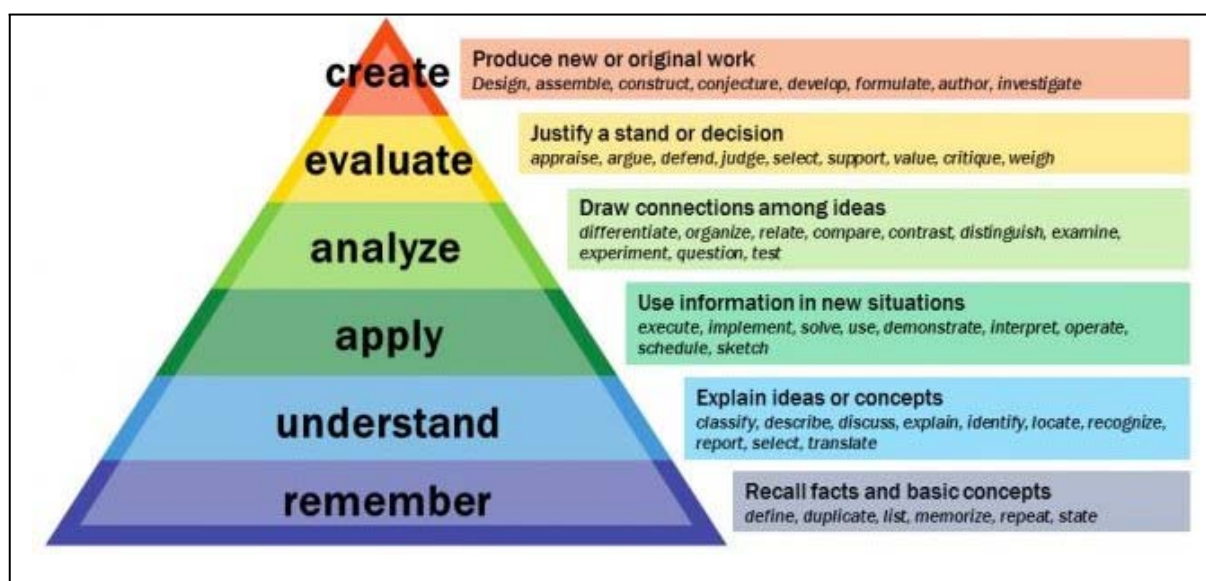 create
Produce new or original work
Design, assemble, construct, conjecture, develop, formulate, author, investigate
evaluate
Justify a stand or decision
appraise, argue, defend, judge, select, support, value, critique, weigh
analyze
Draw connections among ideas
differentiate, organize, relate, compare, contrast, distinguish, examine,
experiment, question, test
apply
Use information in new situations
execute, implement, solve, use, demonstrate, interpret, operate,
schedule, sketch
understand
Explain ideas or concepts
classify, describe, discuss, explain, identify, locate, recognize,
report, select, translate
remember
Recall facts and basic concepts
define, duplicate, list, memorize, repeat, state